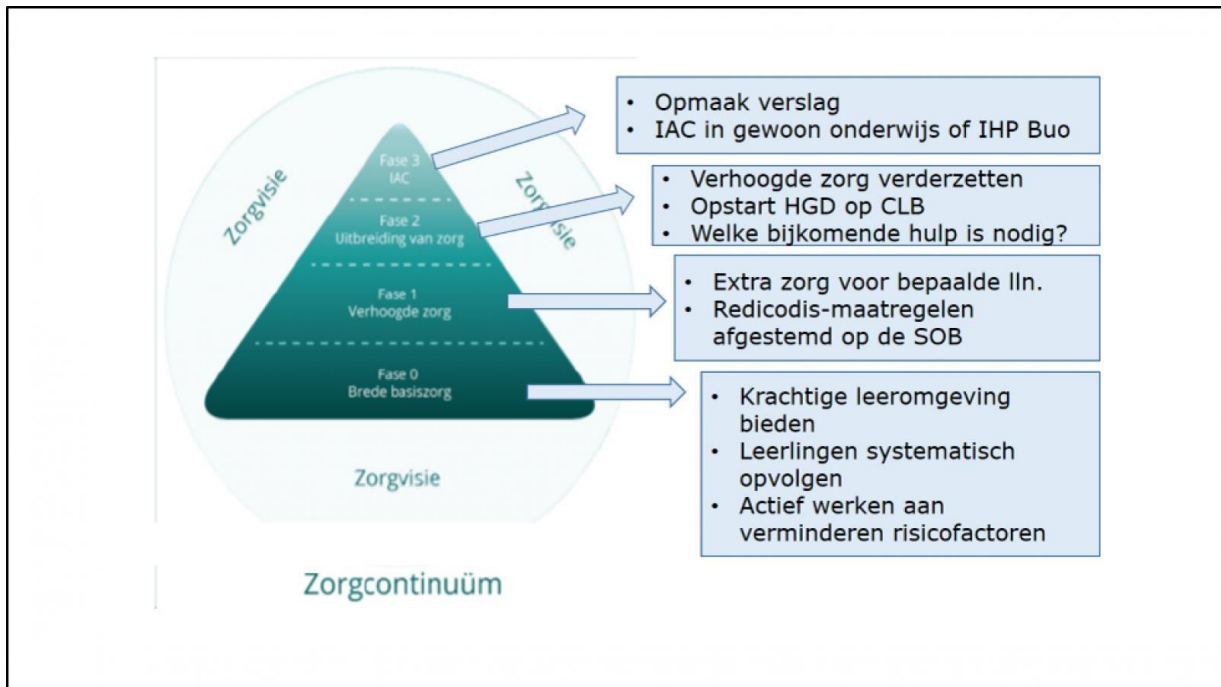 • Opmaak verslag
• IAC in gewoon onderwijs of IHP Buo
Zorgvisie
Fase 3
IAC
Zorgvisie
• Verhoogde zorg verderzetten
• Opstart HGD op CLB
• Welke bijkomende hulp is nodig?
Fase 2
Uitbreiding van zorg
• Extra zorg voor bepaalde lln.
• Redicodis-maatregelen
afgestemd op de SOB
Fase 1
Verhoogde zorg
Fase 0
Brede basiszorg
• Krachtige leeromgeving
bieden
• Leerlingen systematisch
opvolgen
• Actief werken aan
verminderen risicofactoren
Zorgvisie
Zorgcontinuüm